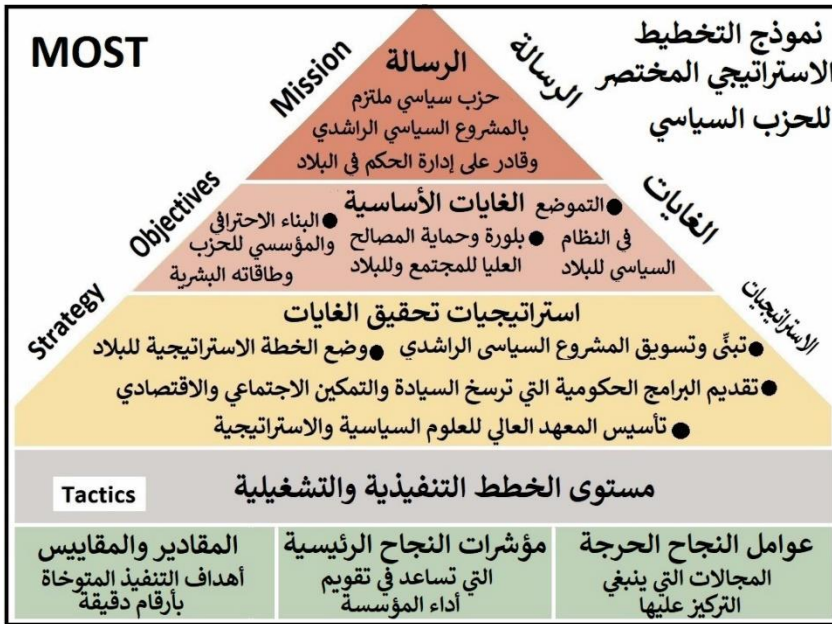 MOST
نموذج التخطيط
الاستراتيجي المختصر
للحزب السياسي
Mission
الرسالة
الرسالة
حزب سياسي ملتزم
بالمشروع السياسي الراشدي
وقادر على إدارة الحكم في البلاد
Objectives
الغايات
الغايات الأساسية
●التموضع
في النظام
السياسي للبلاد
●بلورة وحماية المصالح
العليا للمجتمع وللبلاد
●البناء الاحترافي
والمؤسسي للحزب
وطاقاته البشرية
Strategy
الاستراتيجيات
استراتيجيات تحقيق الغايات
●تبنِّى وتسويق المشروع السياسى الراشدي ●وضع الخطة الاستراتيجية للبلاد
●تقديم البرامج الحكومية التي ترسخ السيادة والتمكين الاجتماعي والاقتصادي
●تأسيس المعهد العالي للعلوم السياسية والاستراتيجية
مستوى الخطط التنفيذية والتشغيلية
Tactics
عوامل النجاح الحرجة
المجالات التي ينبغي
التركيز عليها
مؤشرات النجاح الرئيسية
التي تساعد في تقويم
أداء المؤسسة
المقادير والمقاييس
أهداف التنفيذ المتوخاة
بأرقام دقيقة